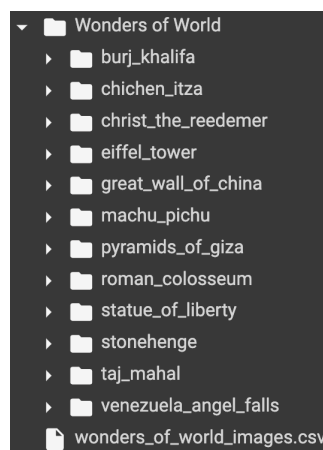 Wonders of World
burj_khalifa
chichen_itza
christ_the_reedemer
eiffel_tower
great_wall_of_china
machu_pichu
pyramids_of_giza
roman_colosseum
statue_of_liberty
stonehenge
taj_mahal
venezuela_angel_falls
wonders_of_world_images.csv